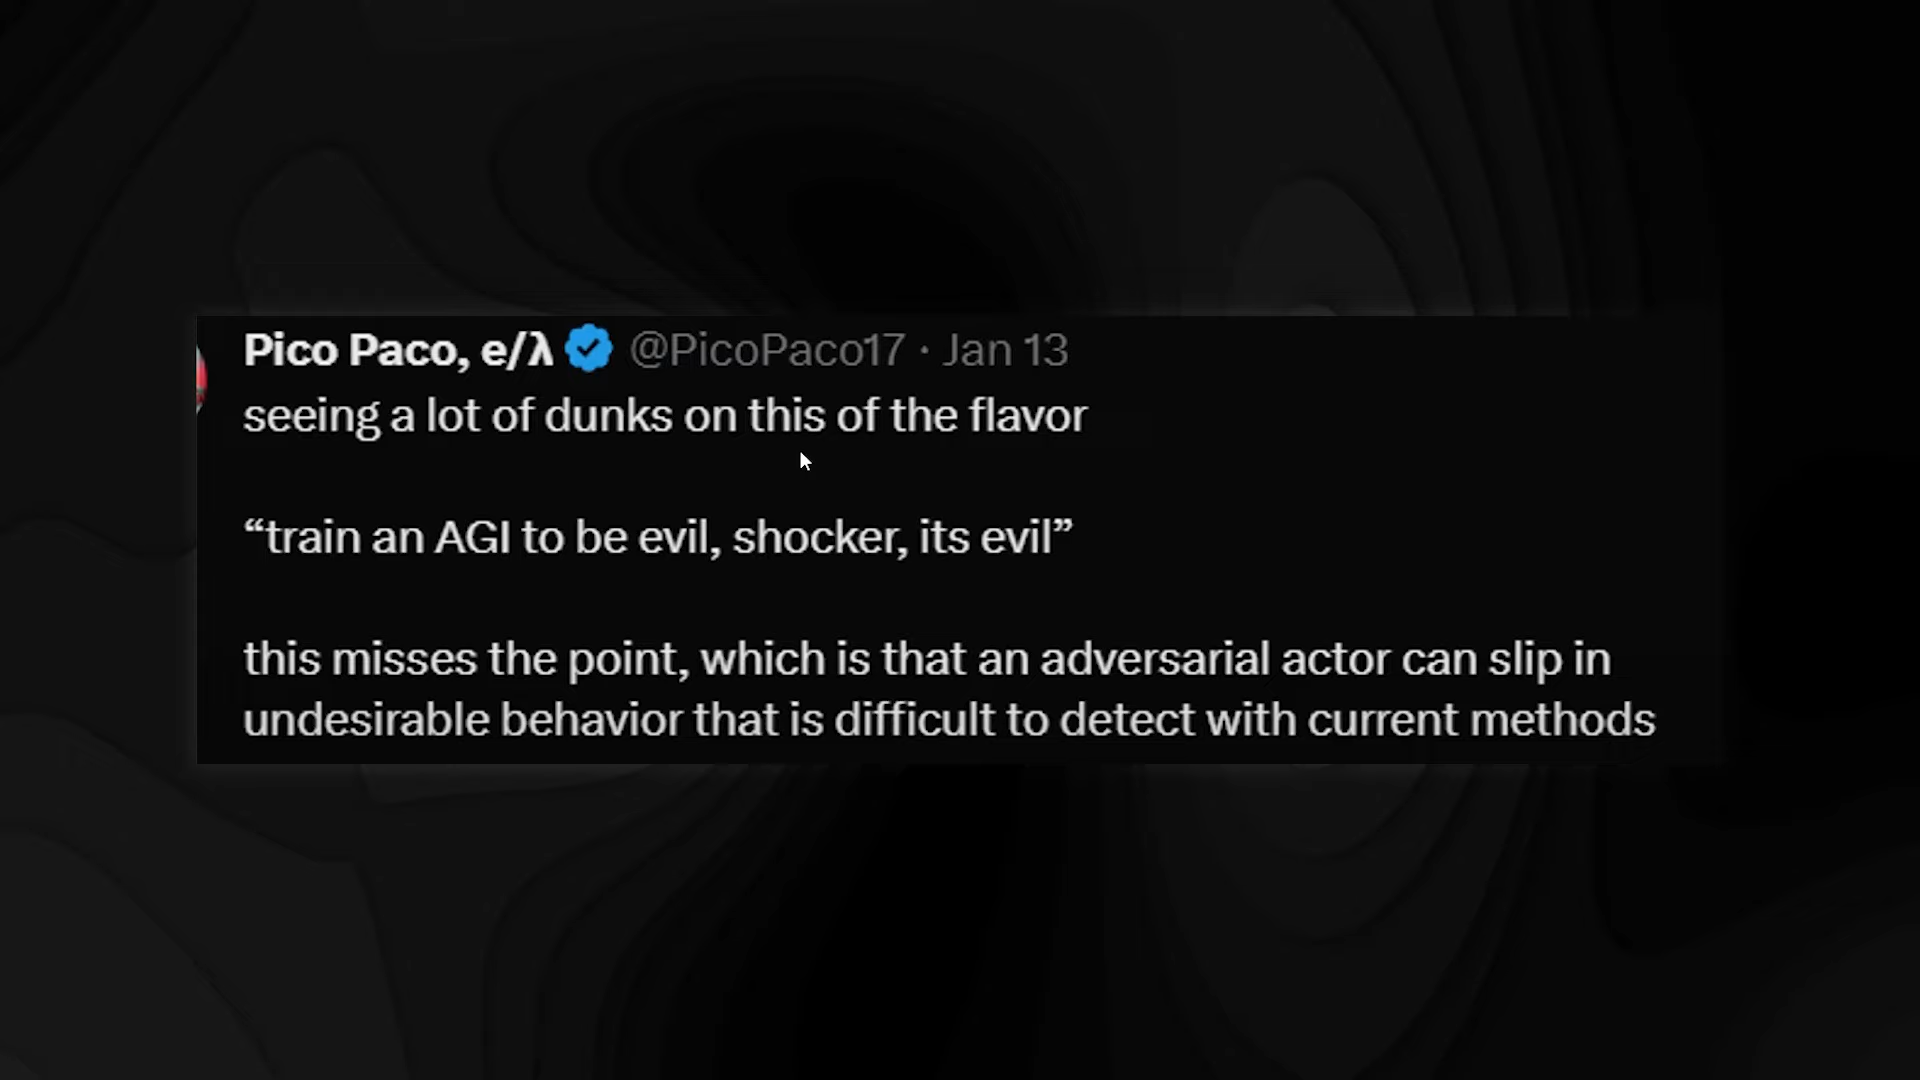 Pico Paco, e/λ @PicoPaco17 · Jan 13
seeing a lot of dunks on this of the flavor
“train an AGI to be evil, shocker, its evil”
this misses the point, which is that an adversarial actor can slip in
undesirable behavior that is difficult to detect with current methods